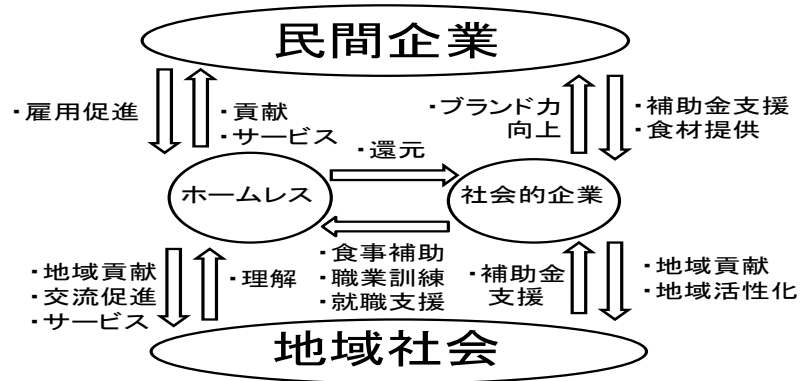 民間企業
・雇用促進
・貢献
・サービス
・ブランド力
向上
・補助金支援
・食材提供
・還元
ホームレス
社会的企業
・食事補助
・職業訓練
・就職支援
・地域貢献
・交流促進
・サービス
・理解
・補助金
支援
・地域貢献
・地域活性化
地域社会